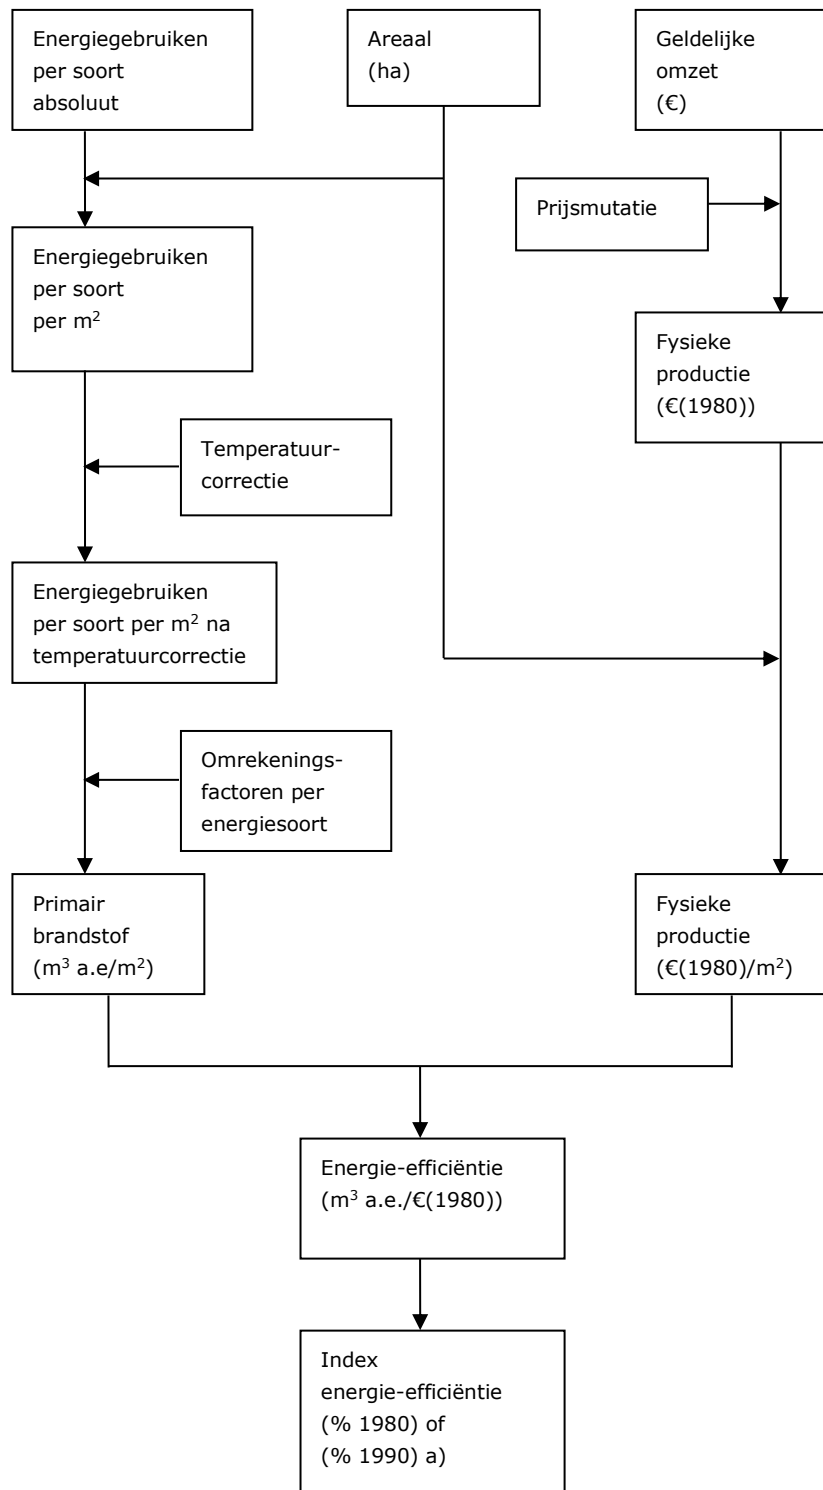 Energiegebruiken
per soort
absoluut
Areaal
(ha)
Geldelijke
omzet
(€)
Prijsmutatie
Energiegebruiken
per soort
per m²
Fysieke
productie
(€(1980))
Temperatuur-
correctie
Energiegebruiken
per soort per m² na
temperatuurcorrectie
Omrekenings-
factoren per
energiesoort
Primair
brandstof
(m³ a.e/m²)
Fysieke
productie
(€(1980)/m²)
Energie-efficiëntie
(m³ a.e./€(1980))
Index
energie-efficiëntie
(% 1980) of
(% 1990) a)